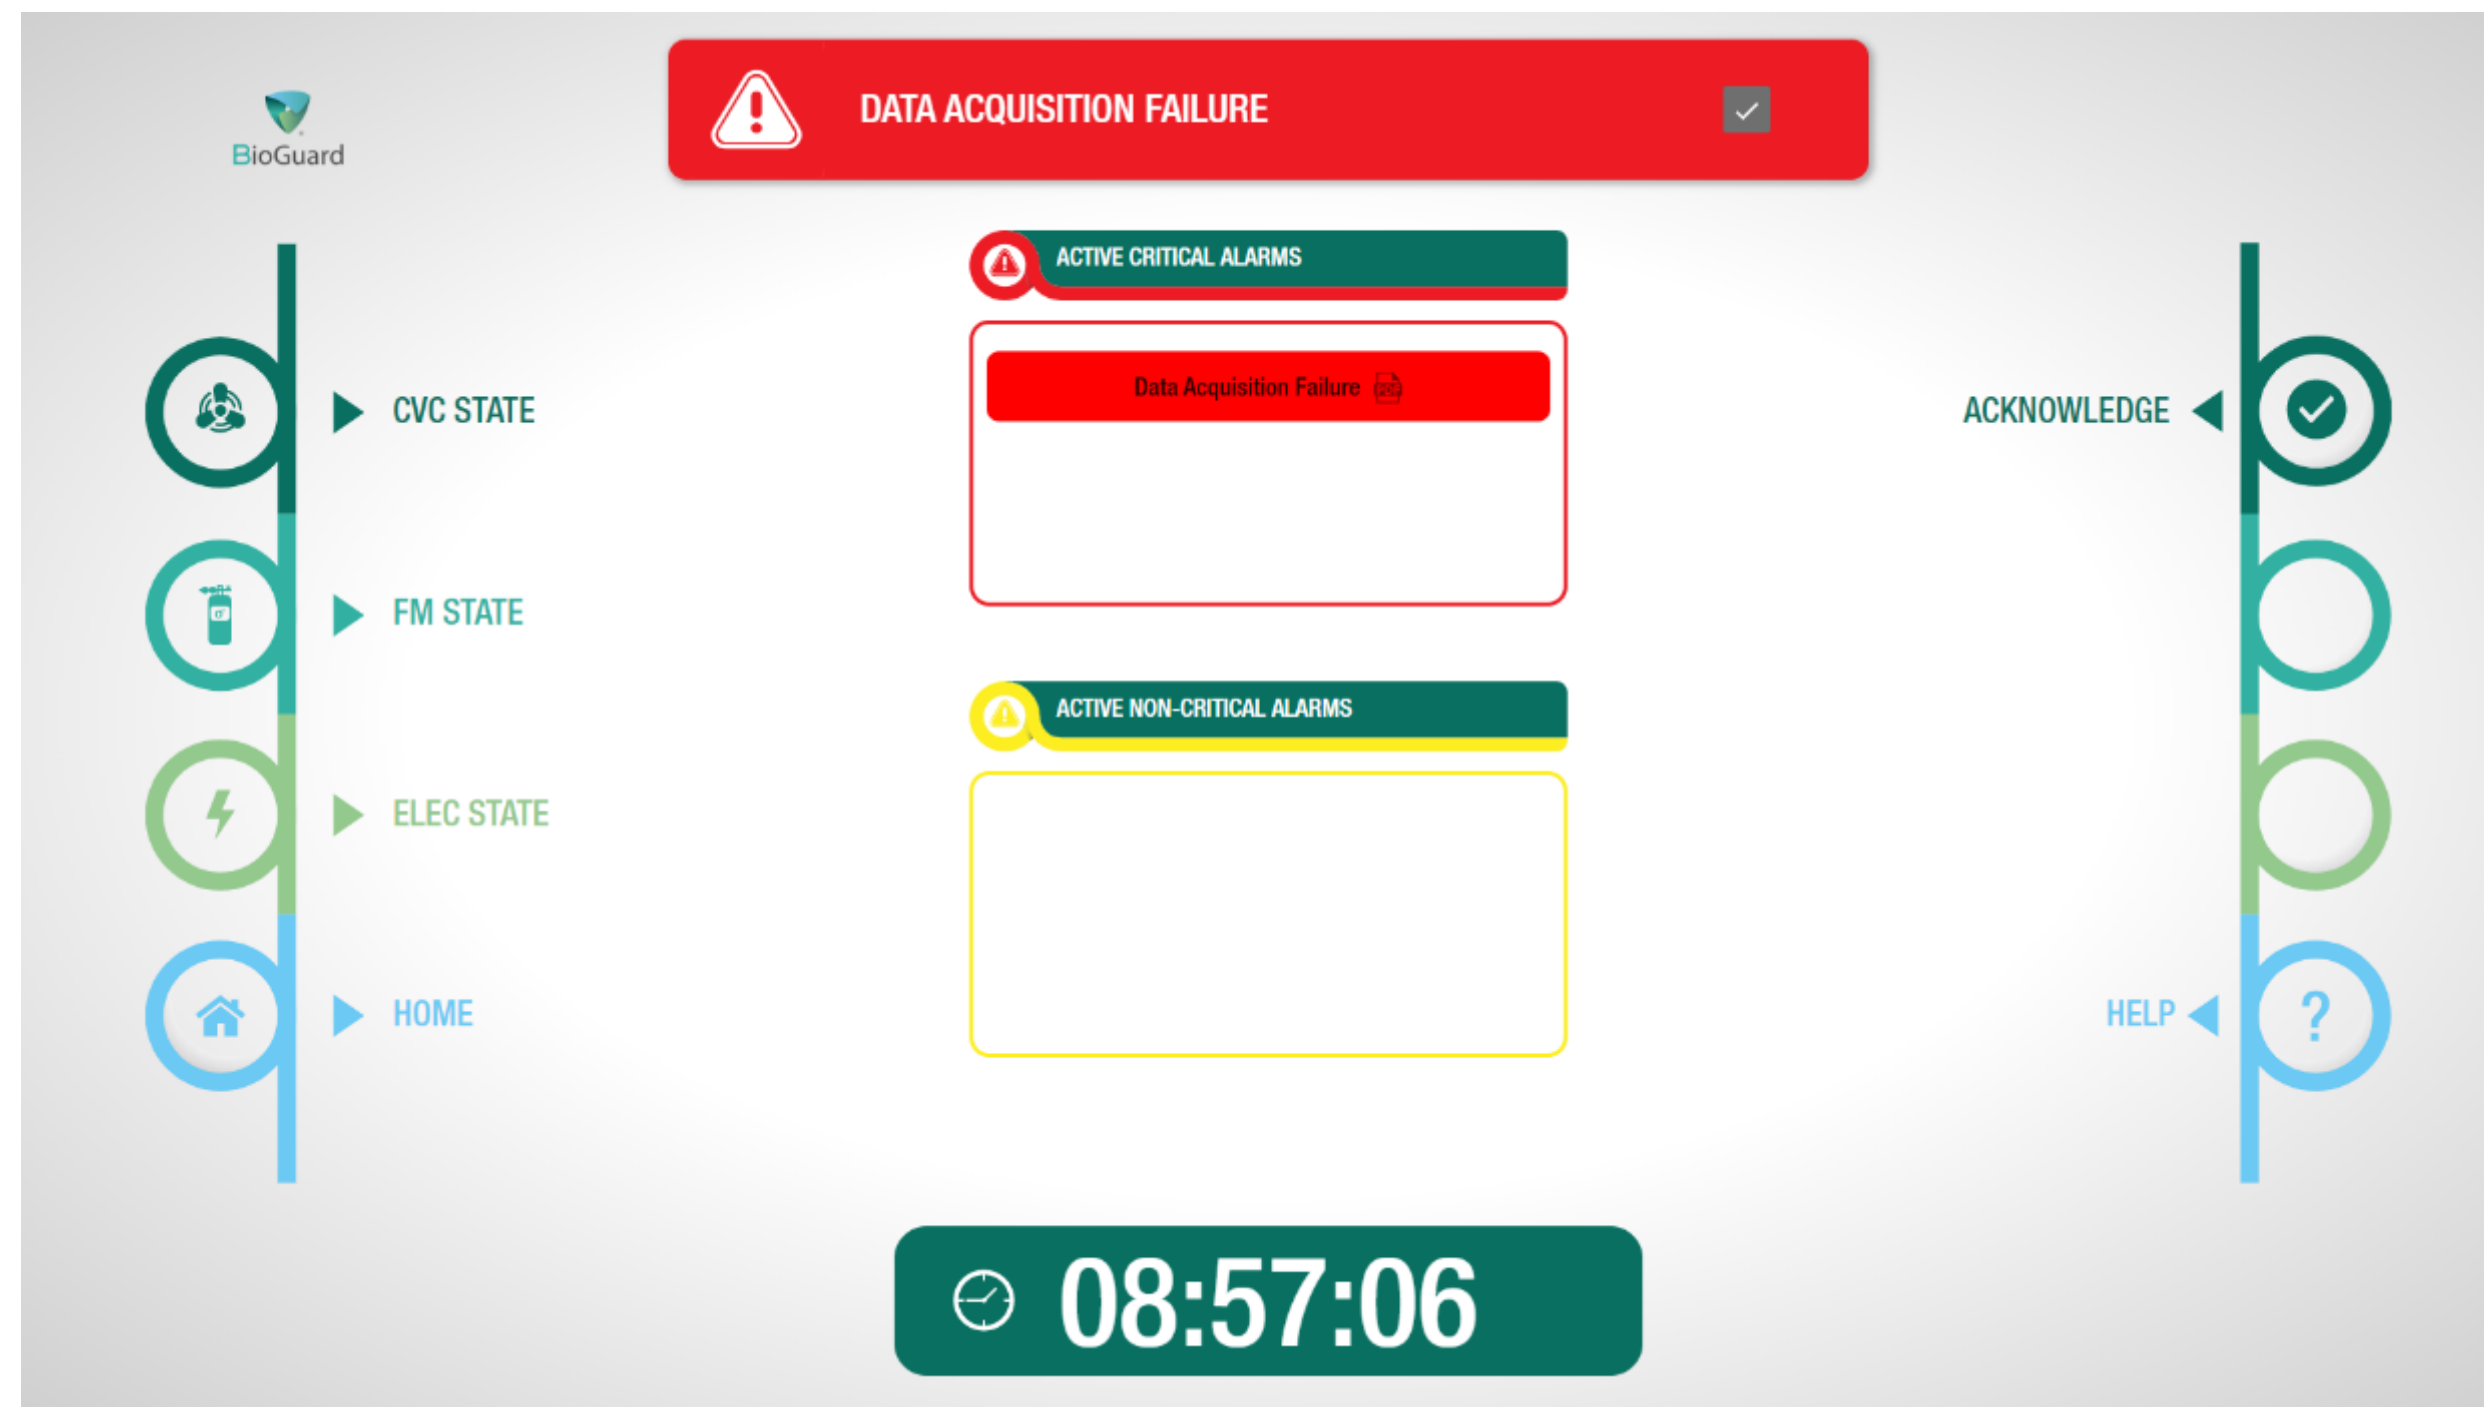 BioGuard
DATA ACQUISITION FAILURE
ACTIVE CRITICAL ALARMS
Data Acquisition Failure
CVC STATE
ACKNOWLEDGE
FM STATE
ACTIVE NON-CRITICAL ALARMS
ELEC STATE
HOME
HELP
?
08:57:06